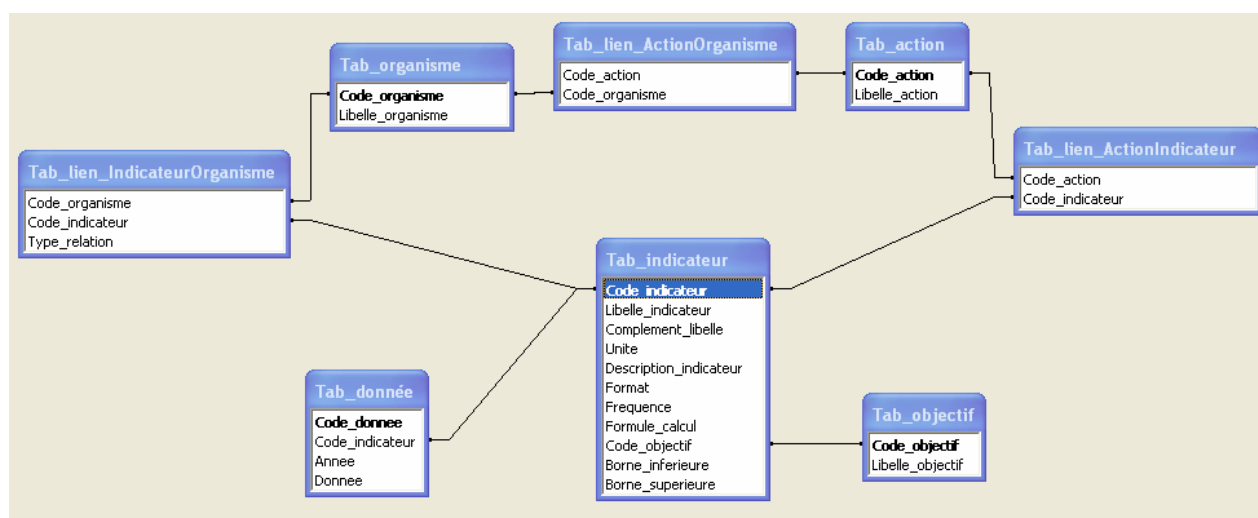 Tab_organisme
Code_organisme
Libelle_organisme
Tab_lien_ActionOrganisme
Code_action
Code_organisme
Tab_action
Code_action
Libelle_action
Tab_lien_IndicateurOrganisme
Code_organisme
Code_indicateur
Type_relation
Tab_lien_ActionIndicateur
Code_action
Code_indicateur
Tab_indicateur
Code_indicateur
Libelle_indicateur
Complement_libelle
Unite
Description_indicateur
Format
Frequence
Formule_calcul
Code_objectif
Borne_inferieure
Borne_superieure
Tab_donnée
Code_donnee
Code_indicateur
Annee
Donnee
Tab_objectif
Code_objectif
Libelle_objectif